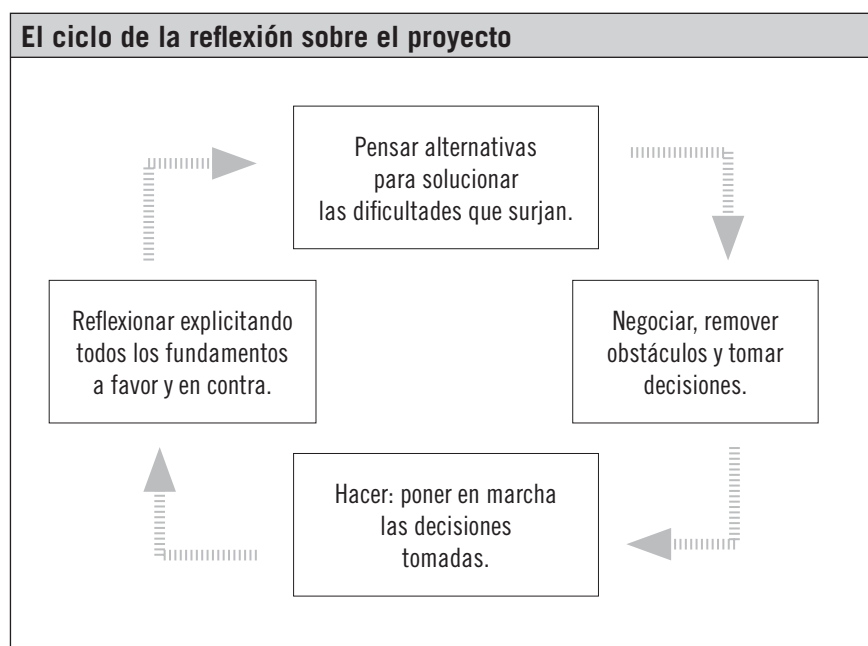 El ciclo de la reflexión sobre el proyecto
Pensar alternativas
para solucionar
las dificultades que surjan.
Reflexionar explicitando
todos los fundamentos
a favor y en contra.
Negociar, remover
obstáculos y tomar
decisiones.
Hacer: poner en marcha
las decisiones
tomadas.